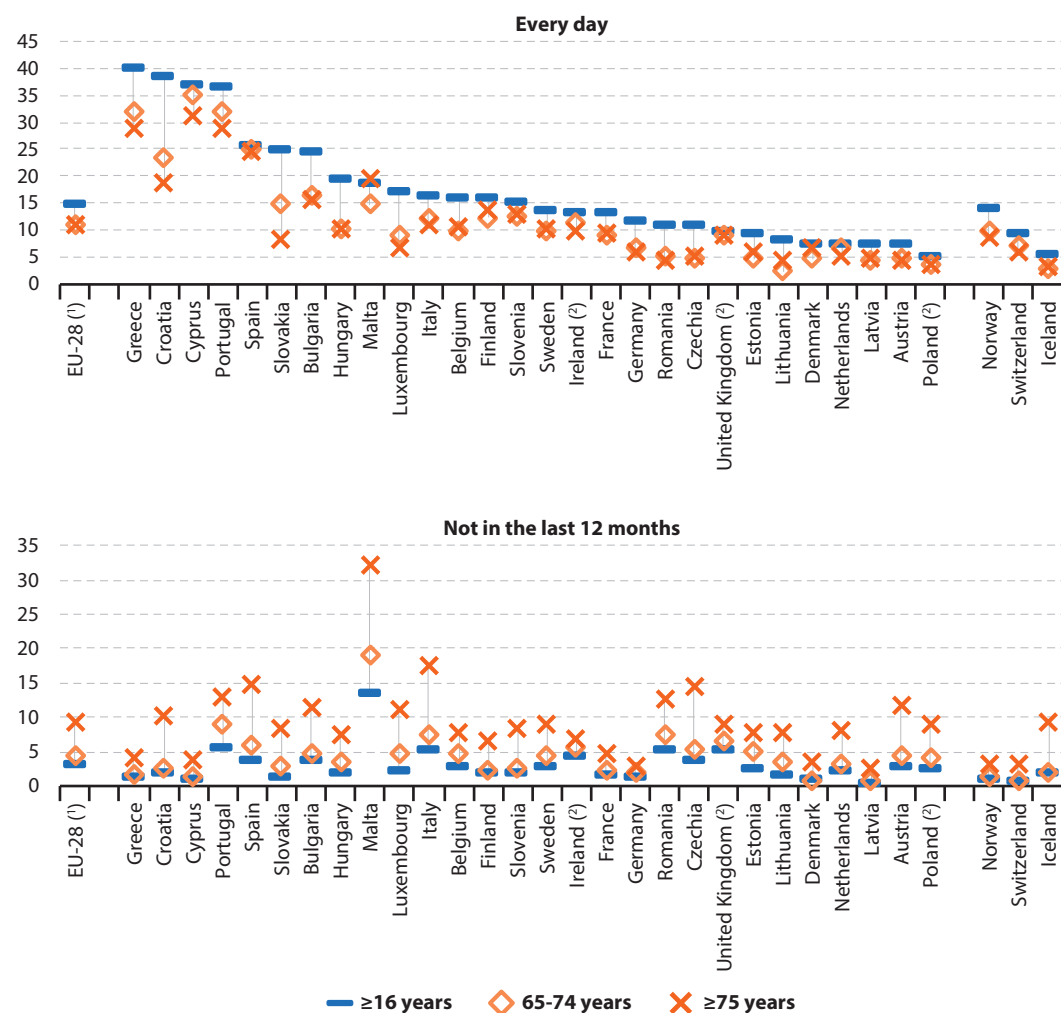 Every day
45
40
35
30
25
20
15
10
5
0
EU-28 (¹)
Greece
Croatia
Cyprus
Portugal
Spain
Slovakia
Bulgaria
Hungary
Malta
Luxembourg
Italy
Belgium
Finland
Slovenia
Sweden
Ireland (²)
France
Germany
Romania
Czechia
United Kingdom (²)
Estonia
Lithuania
Denmark
Netherlands
Latvia
Austria
Poland (²)
Norway
Switzerland
Iceland
Not in the last 12 months
35
30
25
20
15
10
5
0
EU-28 (¹)
Greece
Croatia
Cyprus
Portugal
Spain
Slovakia
Bulgaria
Hungary
Malta
Luxembourg
Italy
Belgium
Finland
Slovenia
Sweden
Ireland (²)
France
Germany
Romania
Czechia
United Kingdom (²)
Estonia
Lithuania
Denmark
Netherlands
Latvia
Austria
Poland (²)
Norway
Switzerland
Iceland
≥16 years 65-74 years ≥75 years